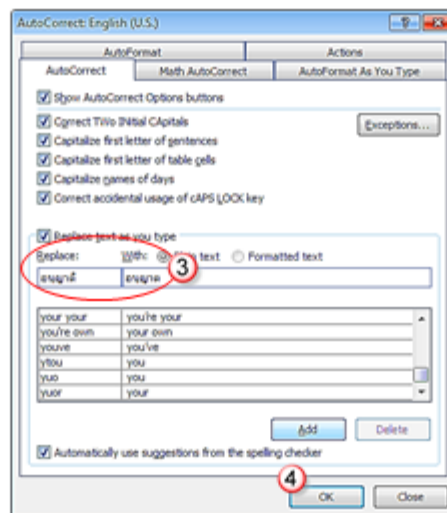 AutoCorrect: English (U.S.)
AutoFormat Actions
AutoCorrect Math AutoCorrect AutoFormat As You Type
Show AutoCorrect Options buttons
Correct TWo INitial CApitals
Exceptions...
Capitalize first letter of sentences
Capitalize first letter of table cells
Capitalize names of days
Correct accidental usage of cAPS LOCK key
Replace text as you type
Replace: With: text Formatted text
3
your your you're your
you're own your own
youve you've
ytou you
yuo you
yuor your
Add Delete
Automatically use suggestions from the spelling checker
4
OK Close